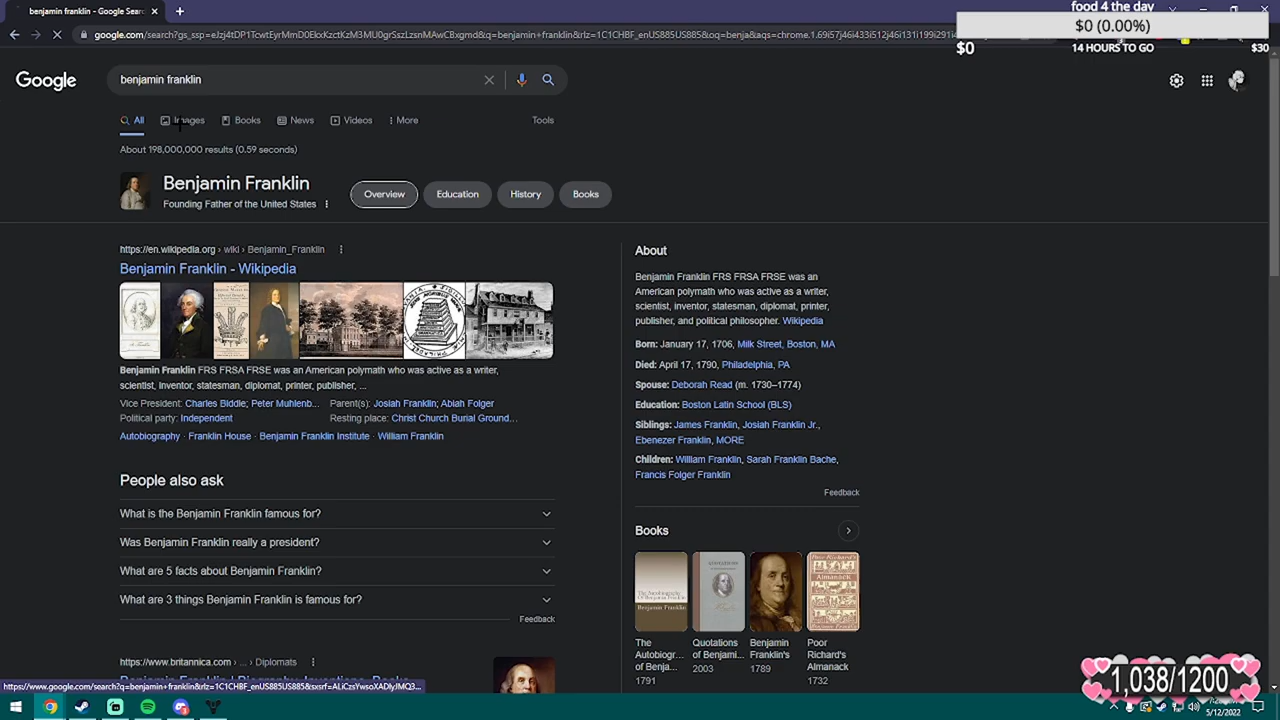 benjamin franklin - Google Sear
food 4 the day
$0 (0.00%)
$0
14 HOURS TO GO
$30
Google
benjamin franklin
All
Images
Books
News
Videos
More
Tools
About 198,000,000 results (0.59 seconds)
Benjamin Franklin
Founding Father of the United States
Overview
Education
History
Books
https://en.wikipedia.org › wiki › Benjamin_Franklin
Benjamin Franklin - Wikipedia
Benjamin Franklin FRS FRSA FRSE was an American polymath who was active as a writer,
scientist, inventor, statesman, diplomat, printer, publisher, ...
Vice President: Charles Biddle; Peter Muhlenb...
Parent(s): Josiah Franklin; Abiah Folger
Political party: Independent
Resting place: Christ Church Burial Ground...
Autobiography · Franklin House · Benjamin Franklin Institute · William Franklin
People also ask
What is the Benjamin Franklin famous for?
Was Benjamin Franklin really a president?
What are 5 facts about Benjamin Franklin?
What 3 things Benjamin Franklin is famous for?
Feedback
https://www.britannica.com › ... › Diplomats
About
Benjamin Franklin FRS FRSA FRSE was an
American polymath who was active as a writer,
scientist, inventor, statesman, diplomat, printer,
publisher, and political philosopher. Wikipedia
Born: January 17, 1706, Milk Street, Boston, MA
Died: April 17, 1790, Philadelphia, PA
Spouse: Deborah Read (m. 1730–1774)
Education: Boston Latin School (BLS)
Siblings: James Franklin, Josiah Franklin Jr.,
Ebenezer Franklin, MORE
Children: William Franklin, Sarah Franklin Bache,
Francis Folger Franklin
Feedback
Books
The
Autobiogr...
of Benja...
1791
Quotations
of Benjami...
2003
Benjamin
Franklin's
1789
Poor
Richard's
Almanack
1732
1,038/1200
5/12/2022